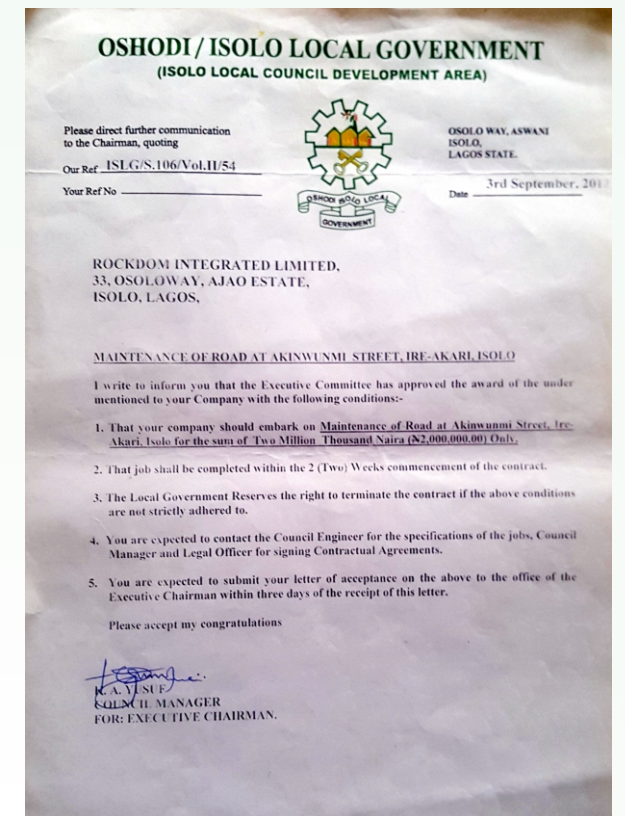 OSHODI / ISOLO LOCAL GOVERNMENT
(ISOLO LOCAL COUNCIL DEVELOPMENT AREA)
Please direct further communication
to the Chairman, quoting
Our Ref ISLG/S.106/Vol.II/54
Your Ref No
OSHODI ISOLO LOCAL
GOVERNMENT
OSOLO WAY, ASWANI
ISOLO,
LAGOS STATE.
Date 3rd September, 201
ROCKDOM INTEGRATED LIMITED,
33, OSOLOWAY, AJAO ESTATE,
ISOLO, LAGOS,
MAINTENANCE OF ROAD AT AKINWUNMI STREET, IRE-AKARI, ISOLO
I write to inform you that the Executive Committee has approved the award of the under
mentioned to your Company with the following conditions:-
1. That your company should embark on Maintenance of Road at Akinwunmi Street, Ire-
Akari, Isolo for the sum of Two Million Thousand Naira (₦2,000,000.00) Only.
2. That job shall be completed within the 2 (Two) Weeks commencement of the contract.
3. The Local Government Reserves the right to terminate the contract if the above conditions
are not strictly adhered to.
4. You are expected to contact the Council Engineer for the specifications of the jobs, Council
Manager and Legal Officer for signing Contractual Agreements.
5. You are expected to submit your letter of acceptance on the above to the office of the
Executive Chairman within three days of the receipt of this letter.
Please accept my congratulations
K. A. YUSUF
COUNCIL MANAGER
FOR: EXECUTIVE CHAIRMAN.